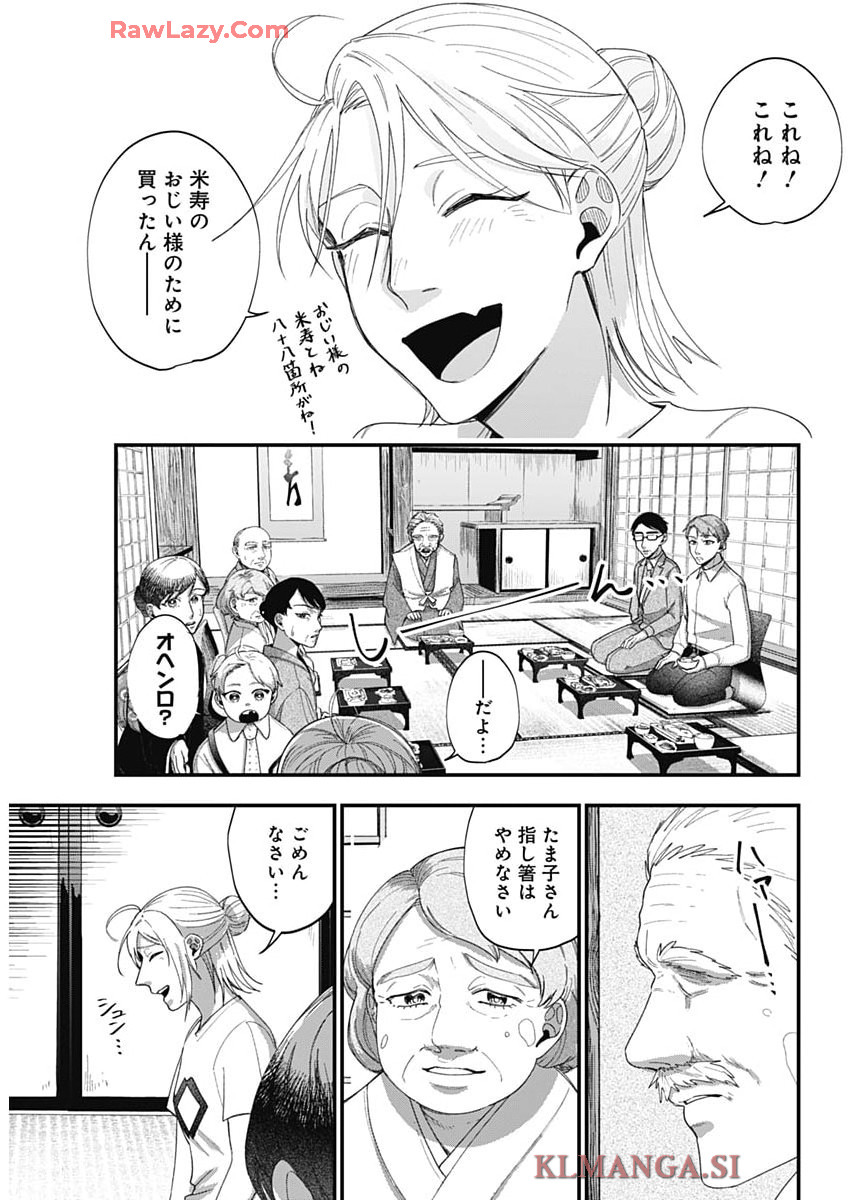 RawLazy.Com
これね！
これね！
米寿の
おじい様のために
買ったん――
おじい様の
米寿とね
八十八箇所がね！
しーん…
――だよ…
オヘンロ？
ハァ…
たま子さん
指し箸は
やめなさい
ごめん
なさい…
シュン…
KLMANGA.SI